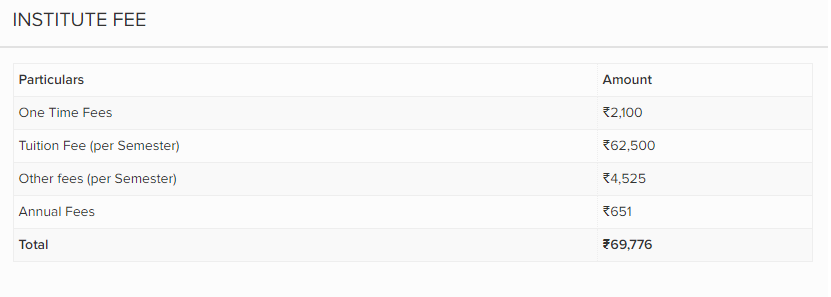 INSTITUTE FEE
Particulars Amount
One Time Fees ₹2,100
Tuition Fee (per Semester) ₹62,500
Other fees (per Semester) ₹4,525
Annual Fees ₹651
Total ₹69,776